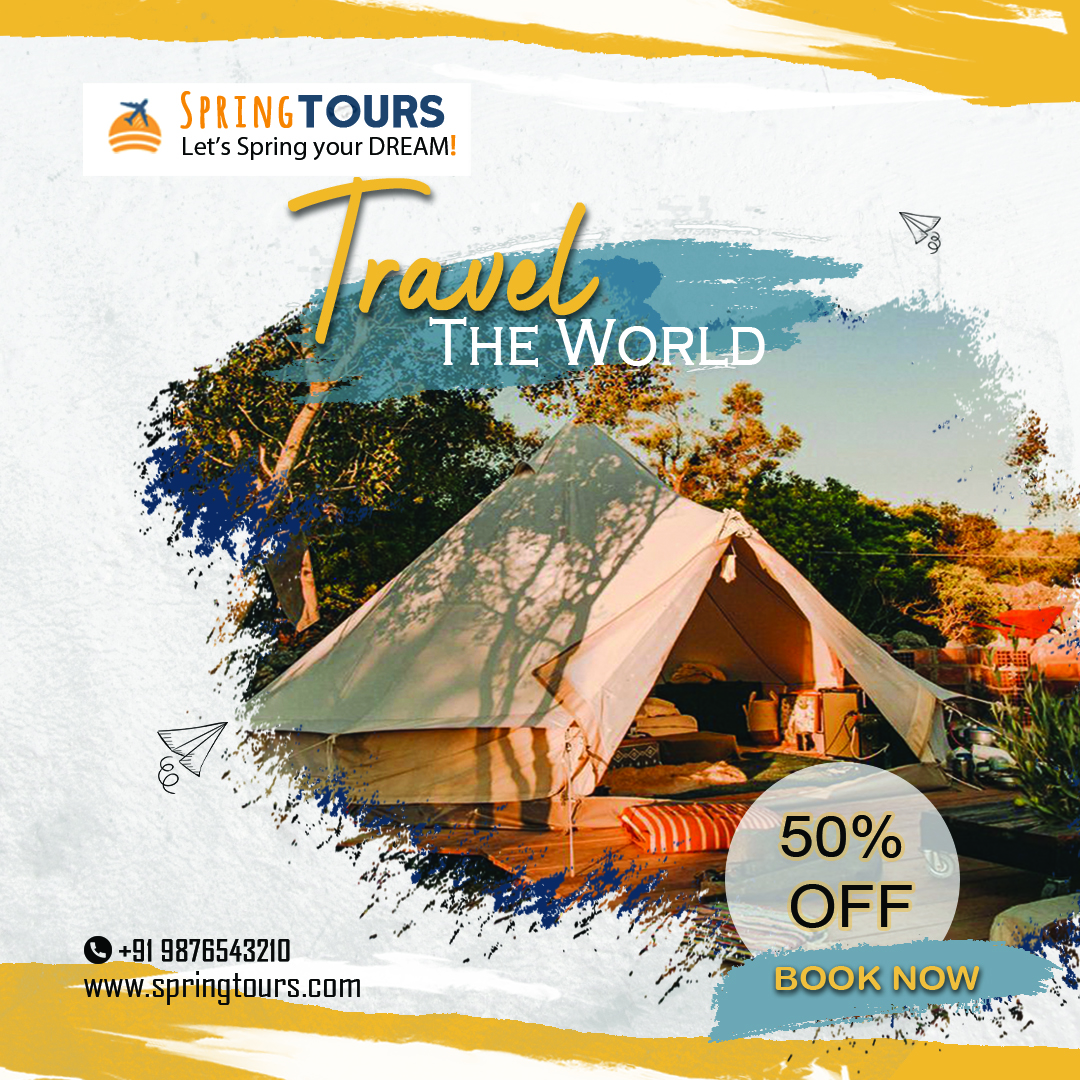 SPRINGTOURS
Let's Spring your DREAM!
Travel
THE WORLD
50%
OFF
BOOK NOW
+91 9876543210
www.springtours.com